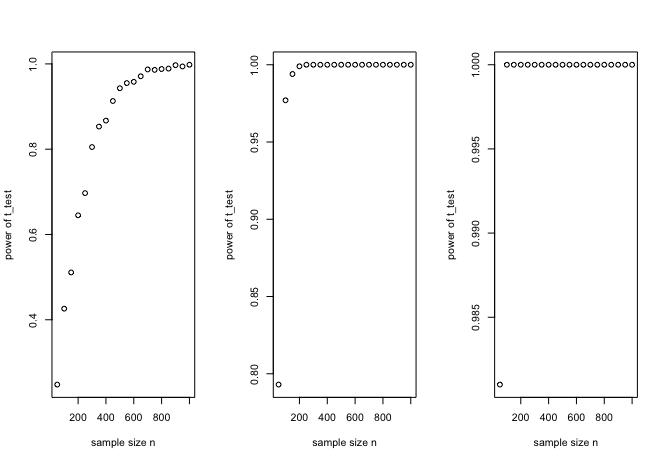 power of t_test
1.0
0.8
0.6
0.4
200 400 600 800
sample size n
power of t_test
1.00
0.95
0.90
0.85
0.80
200 400 600 800
sample size n
power of t_test
1.000
0.995
0.990
0.985
200 400 600 800
sample size n